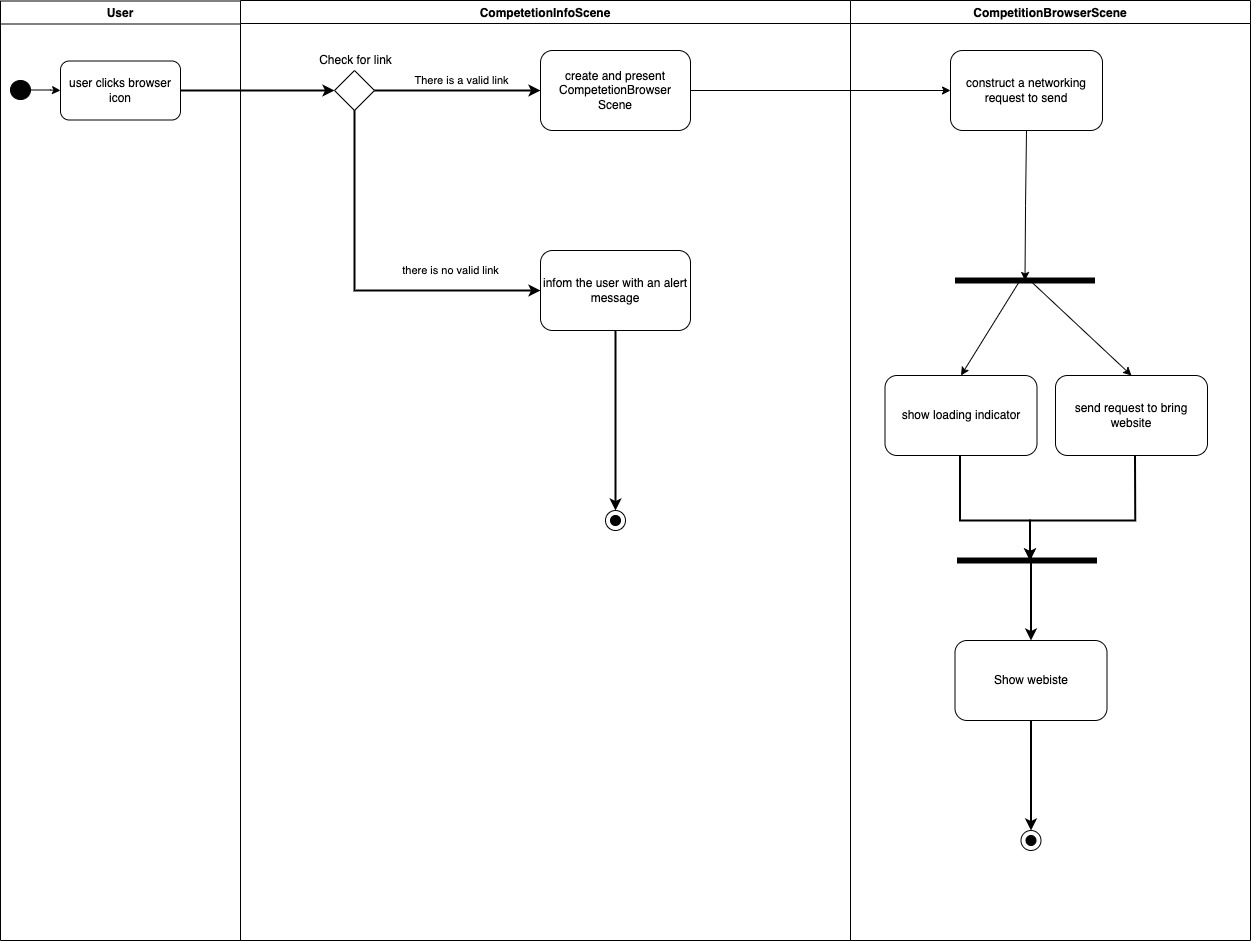 User
CompetetionInfoScene
CompetitionBrowserScene
user clicks browser
icon
Check for link
There is a valid link
create and present
CompetetionBrowser
Scene
construct a networking
request to send
there is no valid link
infom the user with an alert
message
show loading indicator
send request to bring
website
Show webiste